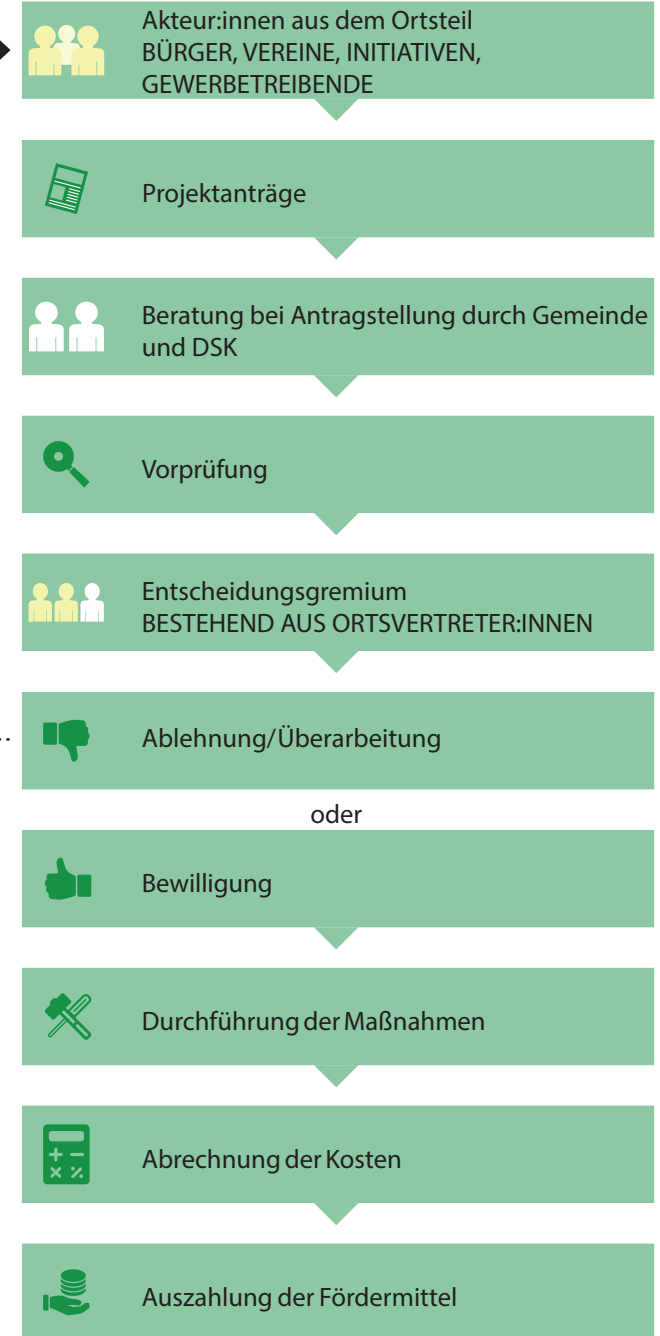 Akteur:innen aus dem Ortsteil
BÜRGER, VEREINE, INITIATIVEN,
GEWERBETREIBENDE
Projektanträge
Beratung bei Antragstellung durch Gemeinde
und DSK
Vorprüfung
Entscheidungsgremium
BESTEHEND AUS ORTSVERTRETER:INNEN
Ablehnung/Überarbeitung
oder
Bewilligung
Durchführung der Maßnahmen
Abrechnung der Kosten
Auszahlung der Fördermittel